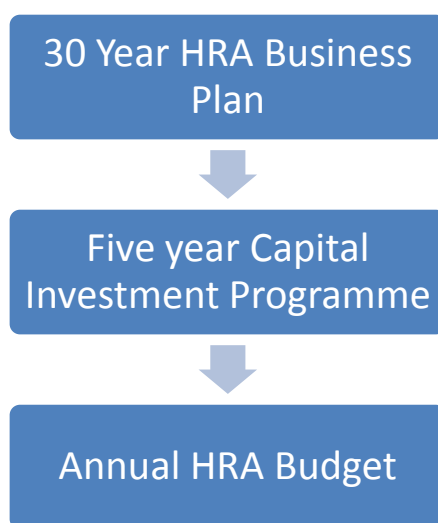 30 Year HRA Business
Plan
Five year Capital
Investment Programme
Annual HRA Budget